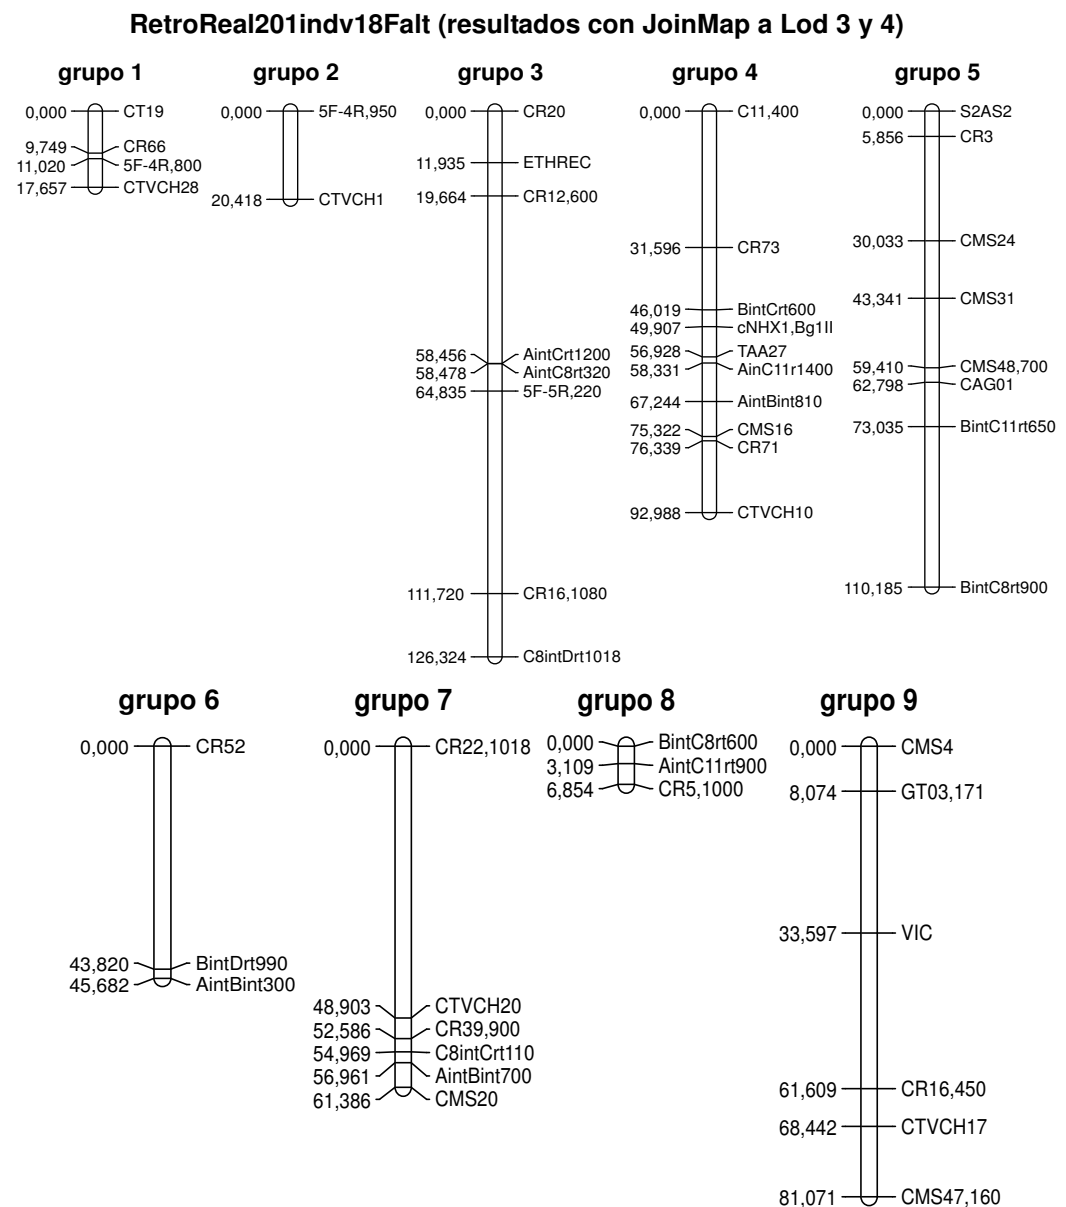 RetroReal201indv18Falt (resultados con JoinMap a Lod 3 y 4)
grupo 1
0,000 CT19
9,749 CR66
11,020 5F-4R,800
17,657 CTVCH28
grupo 2
0,000 5F-4R,950
20,418 CTVCH1
grupo 3
0,000 CR20
11,935 ETHREC
19,664 CR12,600
58,456 AintCrt1200
58,478 AintC8rt320
64,835 5F-5R,220
111,720 CR16,1080
126,324 C8intDrt1018
grupo 4
0,000 C11,400
31,596 CR73
46,019 BintCrt600
49,907 cNHX1,Bg1II
56,928 TAA27
58,331 AinC11r1400
67,244 AintBint810
75,322 CMS16
76,339 CR71
92,988 CTVCH10
grupo 5
0,000 S2AS2
5,856 CR3
30,033 CMS24
43,341 CMS31
59,410 CMS48,700
62,798 CAG01
73,035 BintC11rt650
110,185 BintC8rt900
grupo 6
0,000 CR52
43,820 BintDrt990
45,682 AintBint300
grupo 7
0,000 CR22,1018
48,903 CTVCH20
52,586 CR39,900
54,969 C8intCrt110
56,961 AintBint700
61,386 CMS20
grupo 8
0,000 BintC8rt600
3,109 AintC11rt900
6,854 CR5,1000
grupo 9
0,000 CMS4
8,074 GT03,171
33,597 VIC
61,609 CR16,450
68,442 CTVCH17
81,071 CMS47,160